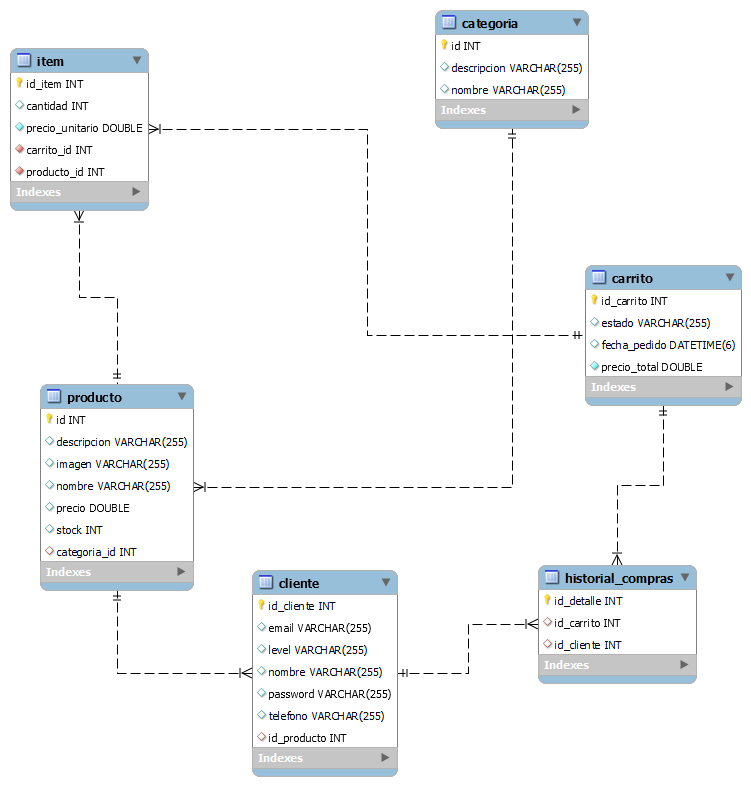 categoria
id INT
descripcion VARCHAR(255)
nombre VARCHAR(255)
Indexes
item
id_item INT
cantidad INT
precio_unitario DOUBLE
carrito_id INT
producto_id INT
Indexes
carrito
id_carrito INT
estado VARCHAR(255)
fecha_pedido DATETIME(6)
precio_total DOUBLE
Indexes
producto
id INT
descripcion VARCHAR(255)
imagen VARCHAR(255)
nombre VARCHAR(255)
precio DOUBLE
stock INT
categoria_id INT
Indexes
cliente
id_cliente INT
email VARCHAR(255)
level VARCHAR(255)
nombre VARCHAR(255)
password VARCHAR(255)
telefono VARCHAR(255)
id_producto INT
Indexes
historial_compras
id_detalle INT
id_carrito INT
id_cliente INT
Indexes